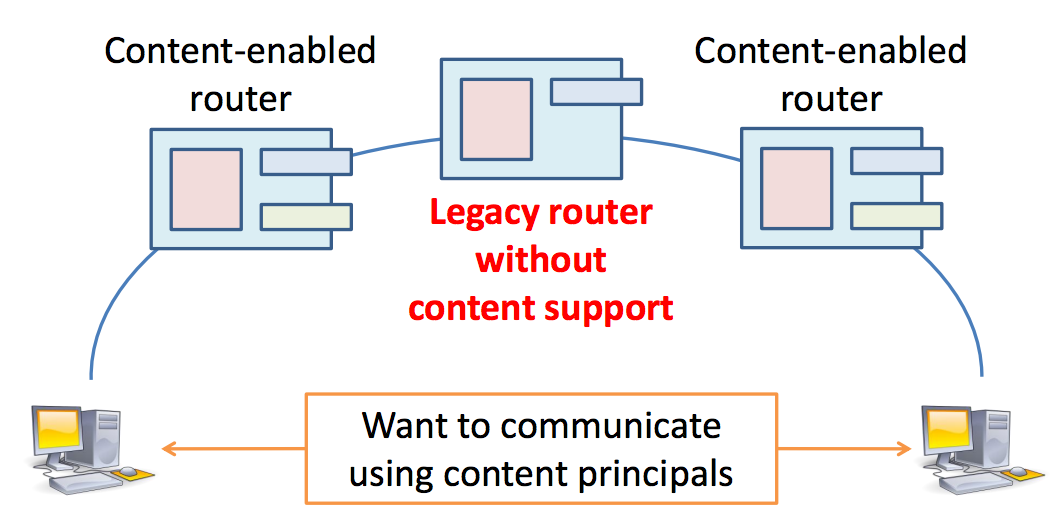 Content-enabled
router
Content-enabled
router
Legacy router
without
content support
Want to communicate
using content principals